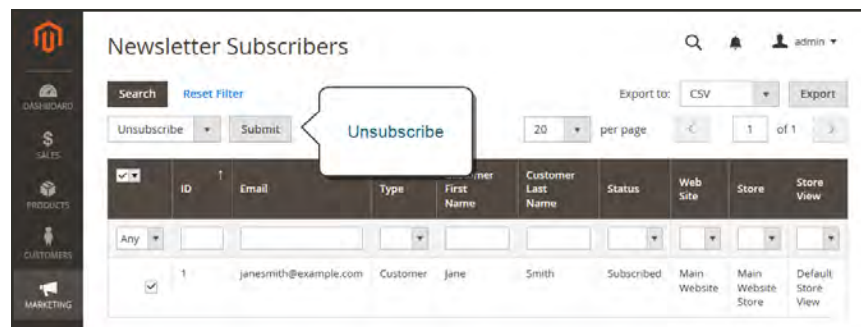 Newsletter Subscribers
admin
Search
Reset Filter
Export to:
CSV
Export
Unsubscribe
Submit
Unsubscribe
20
per page
1
of 1
ID
Email
Type
First
Name
Customer
Last
Name
Status
Web
Site
Store
Store
View
Any
1
janesmith@example.com
Customer
Jane
Smith
Subscribed
Main
Website
Main
Website
Store
Default
Store
View
DASHBOARD
SALES
PRODUCTS
CUSTOMERS
MARKETING